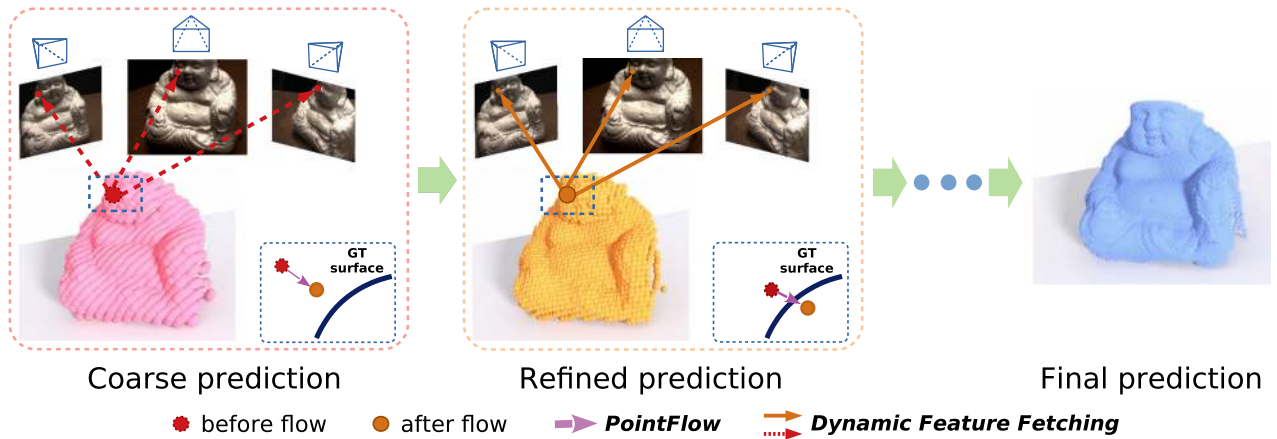 GT
surface
GT
surface
Coarse prediction
Refined prediction
Final prediction
before flow
after flow
PointFlow
Dynamic Feature Fetching